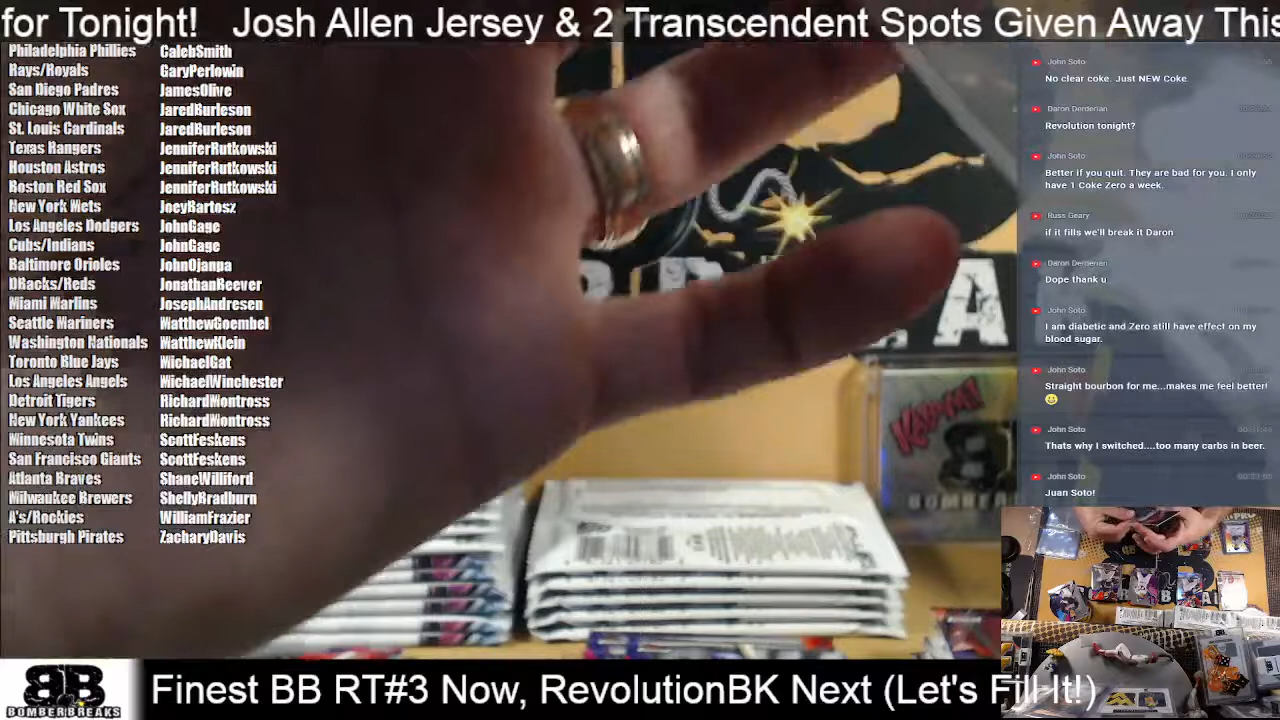 for Tonight!   Josh Allen Jersey & 2 Transcendent Spots Given Away This
Philadelphia Phillies CalebSmith
Rays/Royals GaryPerlowin
San Diego Padres JamesOlive
Chicago White Sox JaredBurleson
St. Louis Cardinals JaredBurleson
Texas Rangers JenniferRutkowski
Houston Astros JenniferRutkowski
Boston Red Sox JenniferRutkowski
New York Mets JoeyBartosz
Los Angeles Dodgers JohnGage
Cubs/Indians JohnGage
Baltimore Orioles JohnOjanpa
DBacks/Reds JonathanBeever
Miami Marlins JosephAndresen
Seattle Mariners MatthewGoembel
Washington Nationals MatthewKlein
Toronto Blue Jays MichaelGat
Los Angeles Angels MichaelWinchester
Detroit Tigers RichardMontross
New York Yankees RichardMontross
Minnesota Twins ScottFeskens
San Francisco Giants ScottFeskens
Atlanta Braves ShaneWilliford
Milwaukee Brewers ShellyBradburn
A's/Rockies WilliamFrazier
Pittsburgh Pirates ZacharyDavis
John Soto
No clear coke. Just NEW Coke.
Daron Derderian
Revolution tonight?
John Soto
Better if you quit. They are bad for you. I only
have 1 Coke Zero a week.
Russ Geary
if it fills we'll break it Daron
Daron Derderian
Dope thank u
John Soto
I am diabetic and Zero still have effect on my
blood sugar.
John Soto
Straight bourbon for me...makes me feel better!
😀
John Soto
Thats why I switched....too many carbs in beer.
John Soto
Juan Soto!
KABOOM!
BOMBERBREAKS
Finest BB RT#3 Now, RevolutionBK Next (Let's Fill It!)